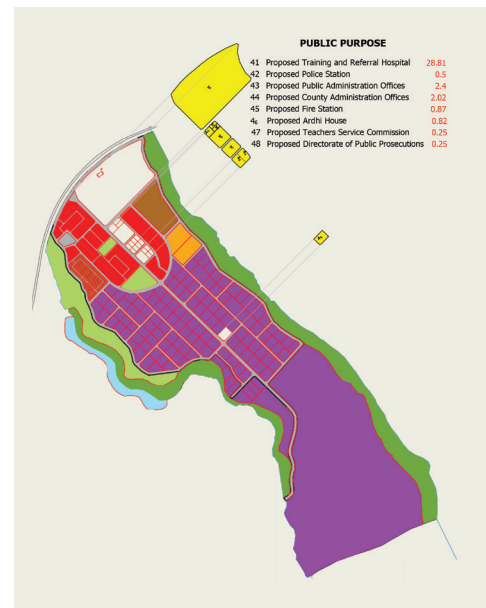 PUBLIC PURPOSE
41 Proposed Training and Referral Hospital 28.81
42 Proposed Police Station 0.5
43 Proposed Public Administration Offices 2.4
44 Proposed County Administration Offices 2.02
45 Proposed Fire Station 0.87
46 Proposed Ardhi House 0.82
47 Proposed Teachers Service Commission 0.25
48 Proposed Directorate of Public Prosecutions 0.25